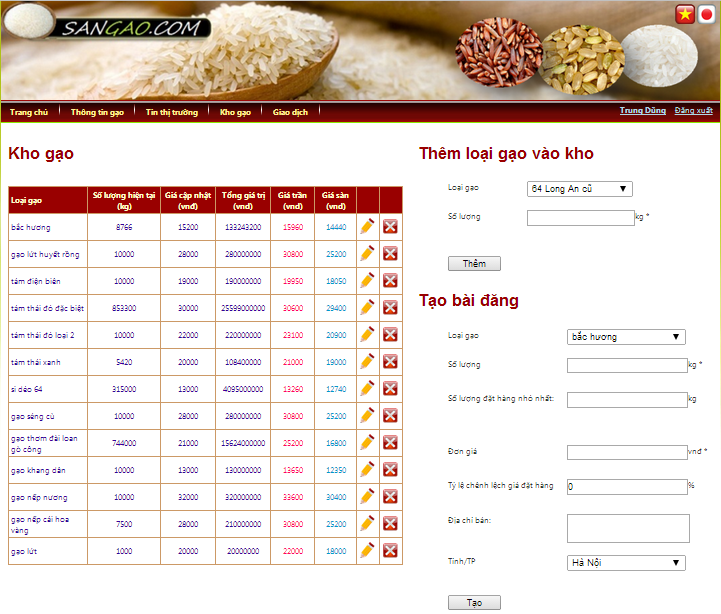 SANGAO.COM
Trang chủ Thông tin gạo Tin thị trường Kho gạo Giao dịch Trung Dũng Đăng xuất
Kho gạo
Loại gạo Số lượng hiện tại (kg) Giá cập nhật (vnđ) Tổng giá trị (vnđ) Giá trần (vnđ) Giá sàn (vnđ)
bắc hương 8766 15200 133243200 15960 14440
gạo lứt huyết rồng 10000 28000 280000000 30800 25200
tám điện biên 10000 19000 190000000 19950 18050
tám thái đỏ đặc biệt 853300 30000 25599000000 30600 29400
tám thái đỏ loại 2 10000 22000 220000000 23100 20900
tám thái xanh 5420 20000 108400000 21000 19000
si dẻo 64 315000 13000 4095000000 13260 12740
gạo séng cù 10000 28000 280000000 30800 25200
gạo thơm đài loan gò công 744000 21000 15624000000 25200 16800
gạo khang dân 10000 13000 130000000 13650 12350
gạo nếp nương 10000 32000 320000000 33600 30400
gạo nếp cái hoa vàng 7500 28000 210000000 30800 25200
gạo lứt 1000 20000 20000000 22000 18000
Thêm loại gạo vào kho
Loại gạo 64 Long An cũ
Số lượng kg *
Thêm
Tạo bài đăng
Loại gạo bắc hương
Số lượng kg *
Số lượng đặt hàng nhỏ nhất: kg
Đơn giá vnđ *
Tỷ lệ chênh lệch giá đặt hàng 0 %
Địa chỉ bán:
Tỉnh/TP Hà Nội
Tạo